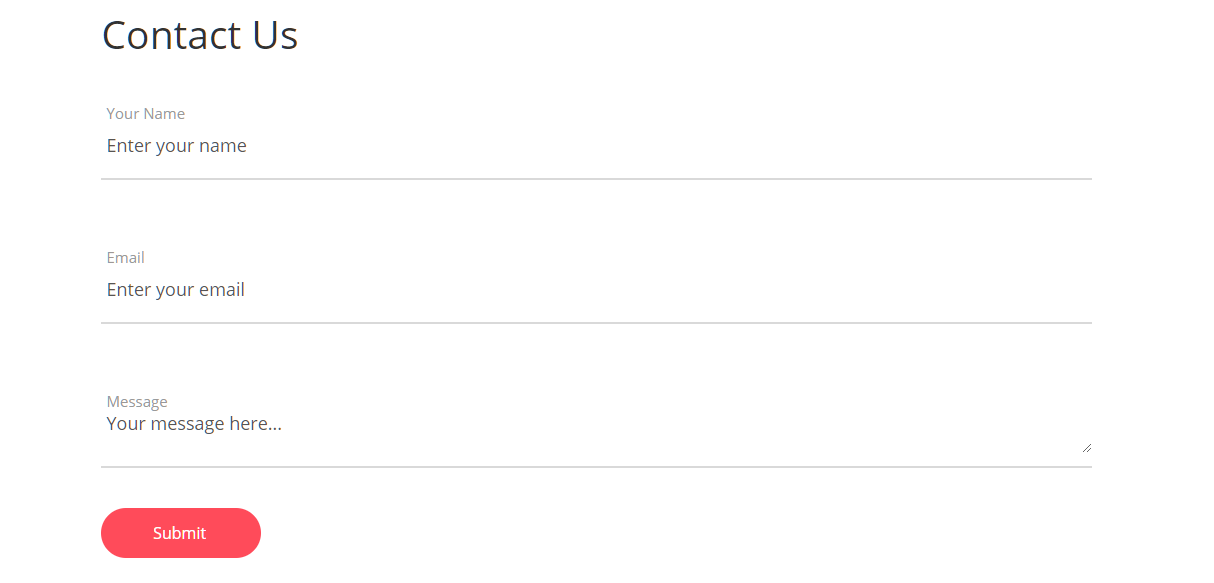 Contact Us
Your Name
Enter your name
Email
Enter your email
Message
Your message here...
Submit